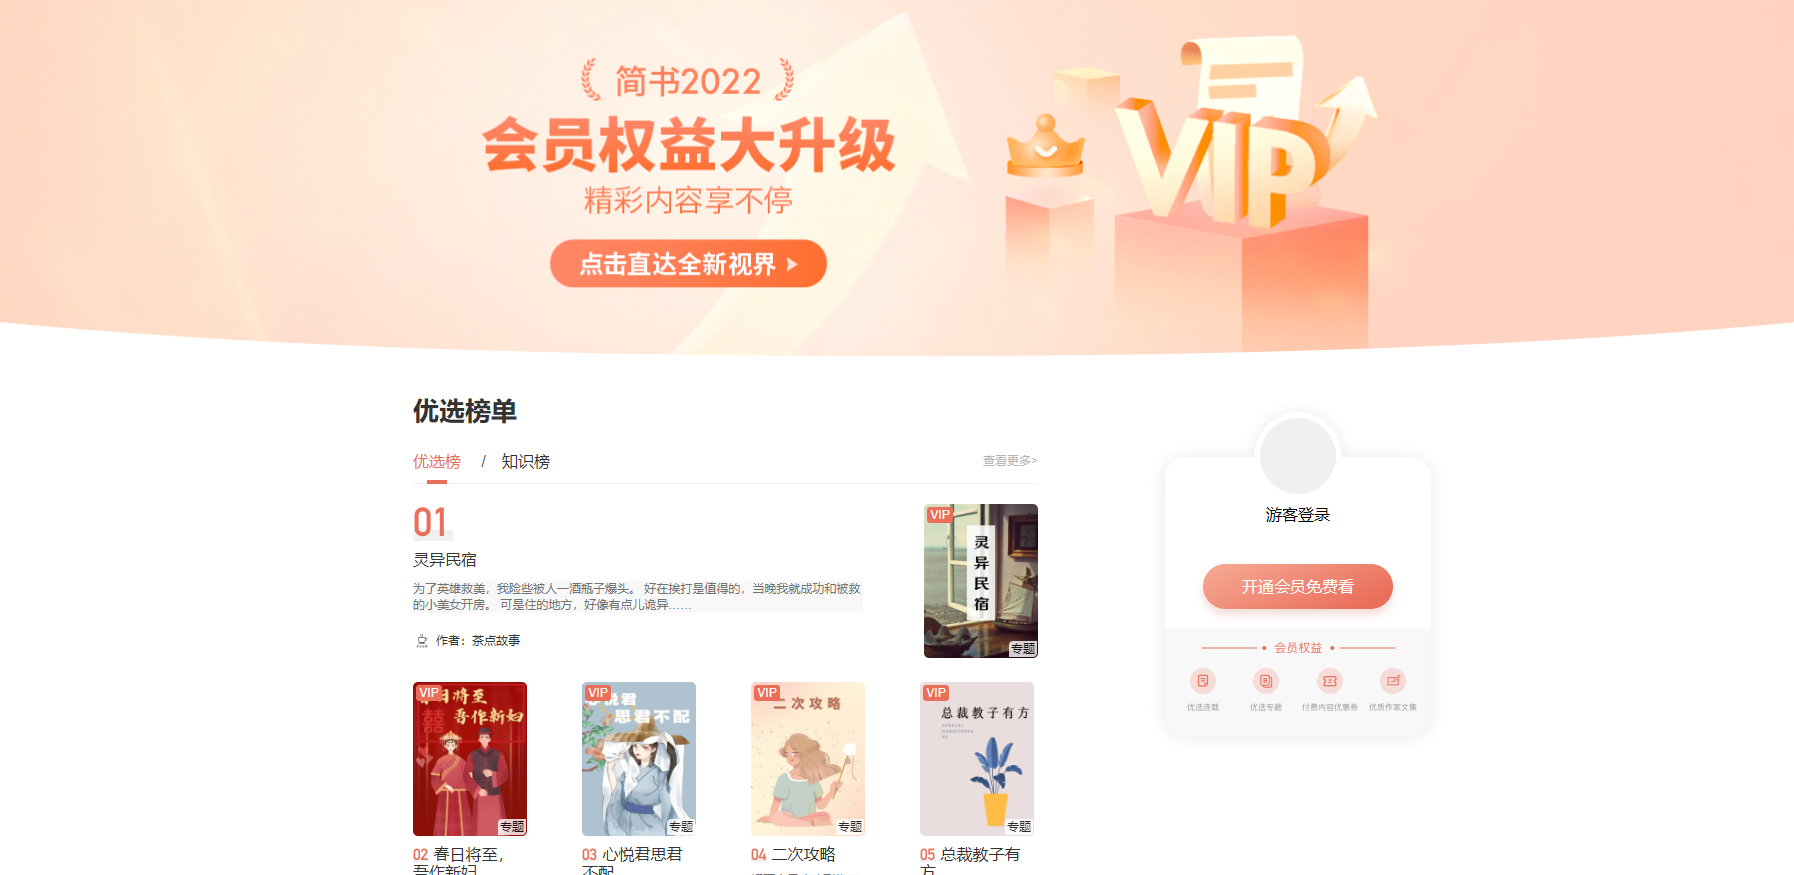 简书2022
会员权益大升级
精彩内容享不停
点击直达全新视界
优选榜单
优选榜 / 知识榜
查看更多>
01
灵异民宿
为了英雄救美，我险些被人一酒瓶子爆头。 好在挨打是值得的，当晚我就成功和被救
的小美女开房。 可是住的地方，好像有点儿诡异……
作者：茶点故事
VIP
灵异民宿
专题
VIP
春日将至
吾作新妇
囍
专题
VIP
心悦君
思君不配
专题
VIP
二次攻略
专题
VIP
总裁教子有方
专题
02 春日将至，
吾作新妇
03 心悦君思君
不配
04 二次攻略
05 总裁教子有
方
VIP
游客登录
开通会员免费看
会员权益
优选连载
优选专题
付费内容优惠券
优质作家文集